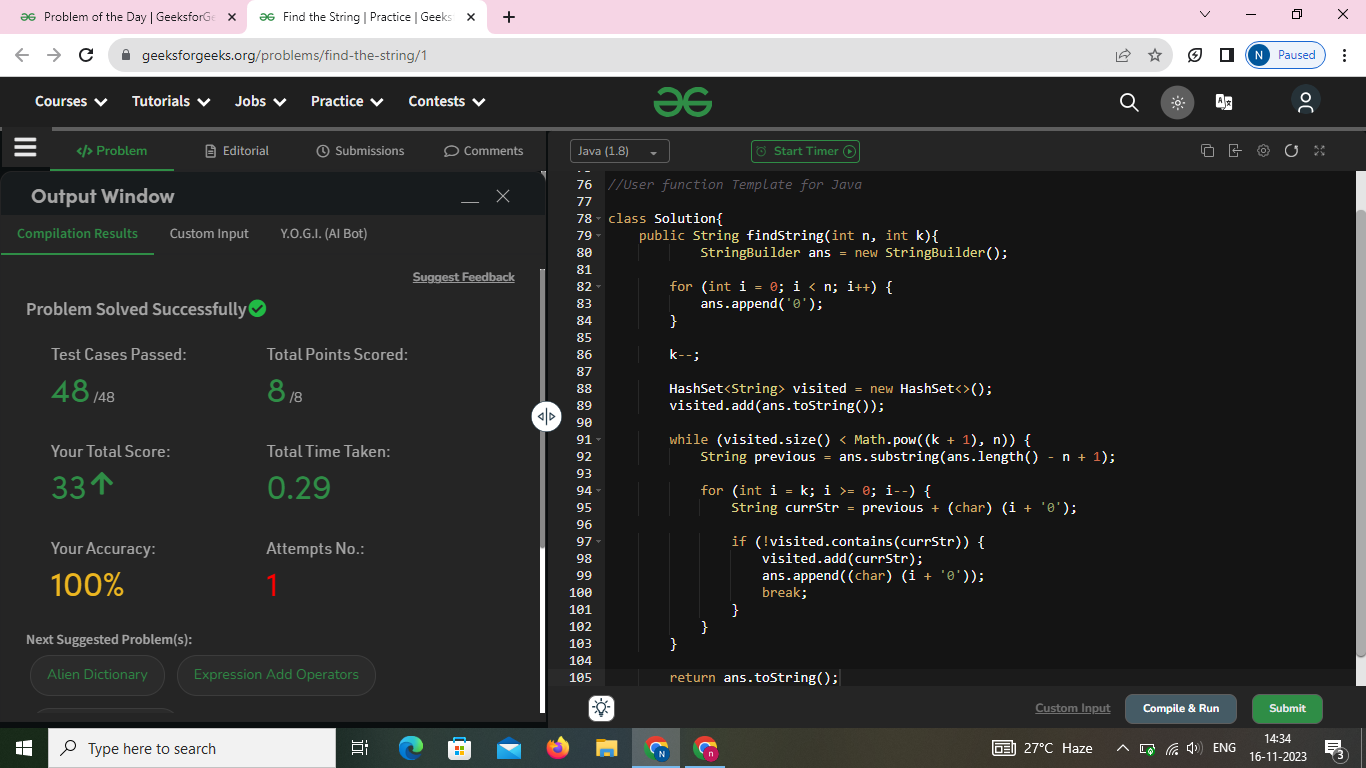 Problem of the Day | GeeksforGe
Find the String | Practice | Geeks
geeksforgeeks.org/problems/find-the-string/1
N Paused
Courses Tutorials Jobs Practice Contests
</> Problem Editorial Submissions Comments
Output Window
Compilation Results Custom Input Y.O.G.I. (AI Bot)
Suggest Feedback
Problem Solved Successfully
Test Cases Passed: Total Points Scored:
48 /48 8 /8
Your Total Score: Total Time Taken:
33 0.29
Your Accuracy: Attempts No.:
100% 1
Next Suggested Problem(s):
Alien Dictionary Expression Add Operators
Java (1.8) Start Timer
76 //User function Template for Java
77
78 class Solution{
79 public String findString(int n, int k){
80 StringBuilder ans = new StringBuilder();
81
82 for (int i = 0; i < n; i++) {
83 ans.append('0');
84 }
85
86 k--;
87
88 HashSet<String> visited = new HashSet<>();
89 visited.add(ans.toString());
90
91 while (visited.size() < Math.pow((k + 1), n)) {
92 String previous = ans.substring(ans.length() - n + 1);
93
94 for (int i = k; i >= 0; i--) {
95 String currStr = previous + (char) (i + '0');
96
97 if (!visited.contains(currStr)) {
98 visited.add(currStr);
99 ans.append((char) (i + '0'));
100 break;
101 }
102 }
103 }
104
105 return ans.toString();
Custom Input Compile & Run Submit
Type here to search
N
n
27°C Haze
ENG
14:34
16-11-2023
3